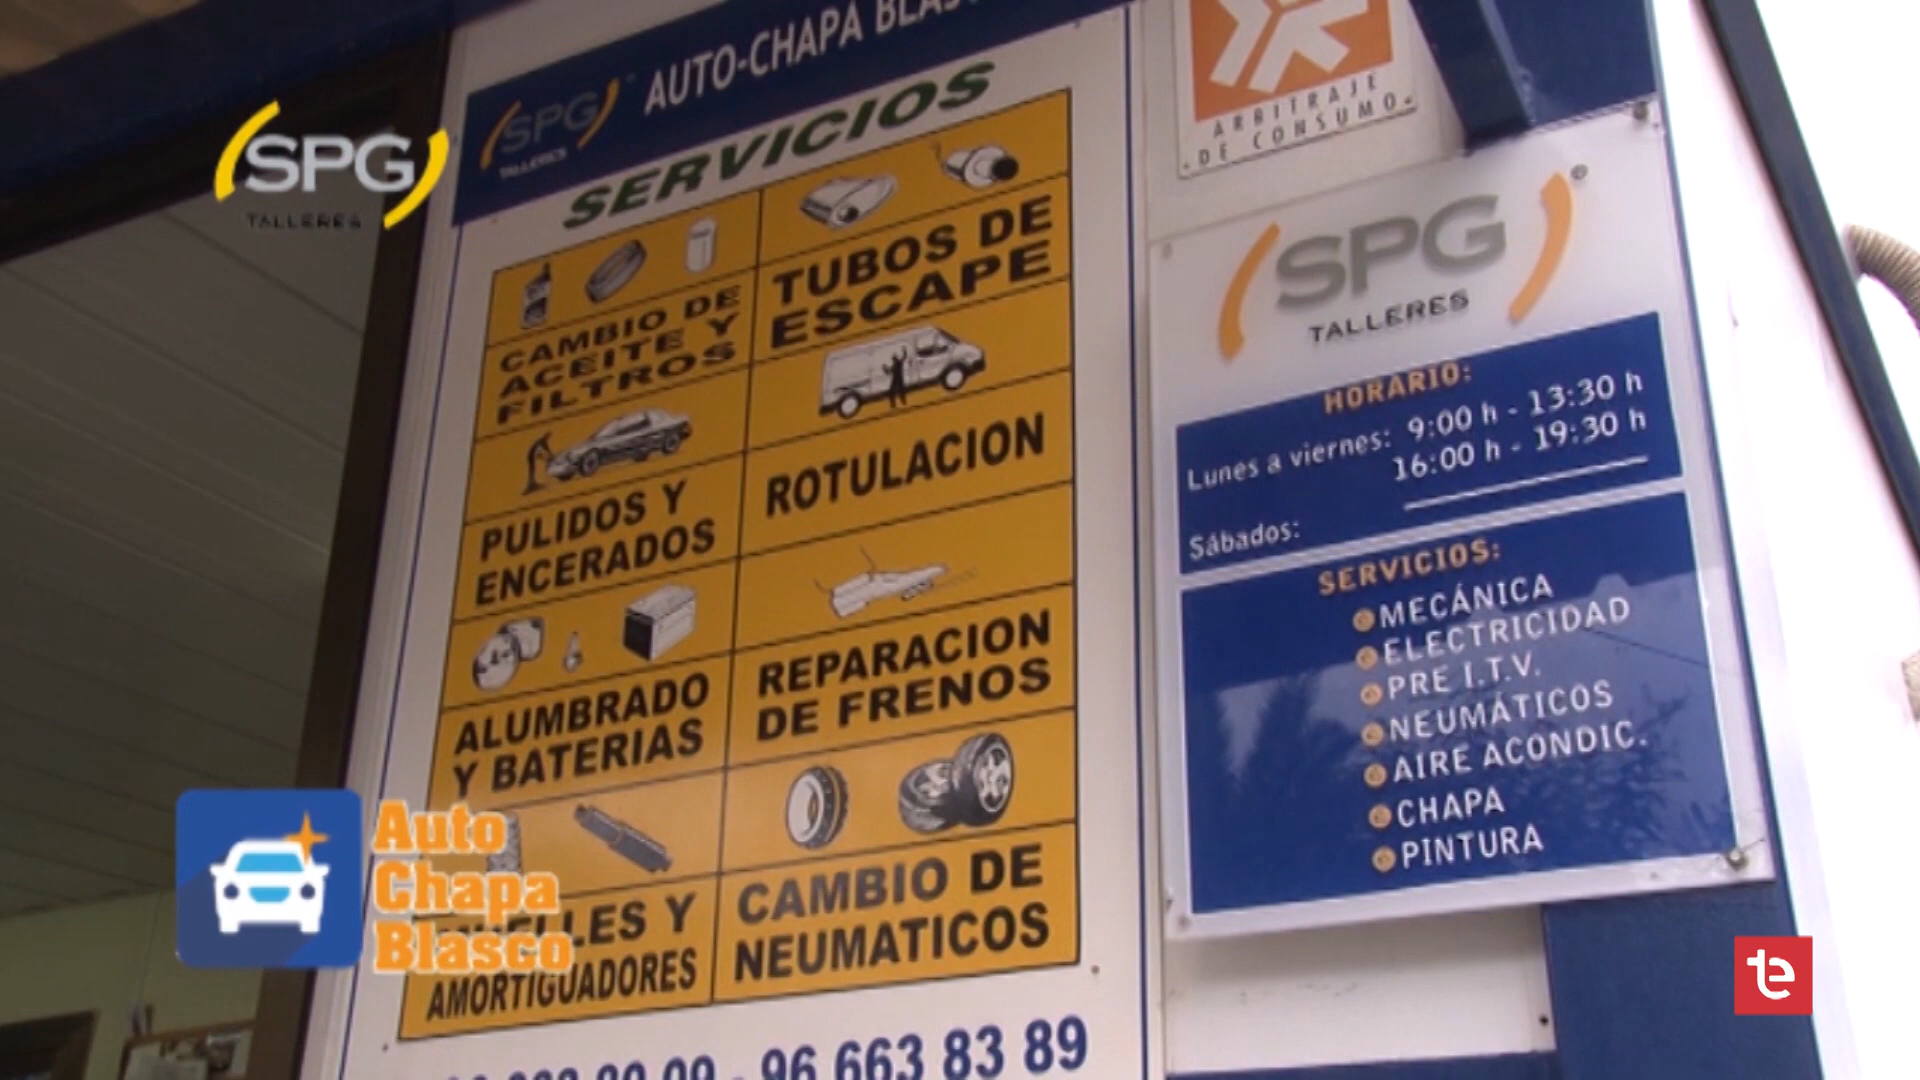 SPG
TALLERES
SPG
TALLERES
AUTO-CHAPA
SERVICIOS
CAMBIO DE
ACEITE Y
FILTROS
TUBOS DE
ESCAPE
PULIDOS Y
ENCERADOS
ROTULACION
ALUMBRADO
Y BATERIAS
REPARACION
DE FRENOS
Y
AMORTIGUADORES
CAMBIO DE
NEUMATICOS
96 663 83 89
ARBITRAJE
DE CONSUMO
SPG
TALLERES
HORARIO:
Lunes a viernes: 9:00 h - 13:30 h
16:00 h - 19:30 h
Sábados:
SERVICIOS:
MECÁNICA
ELECTRICIDAD
PRE I.T.V.
NEUMÁTICOS
AIRE ACONDIC.
CHAPA
PINTURA
Auto
Chapa
Blasco
te